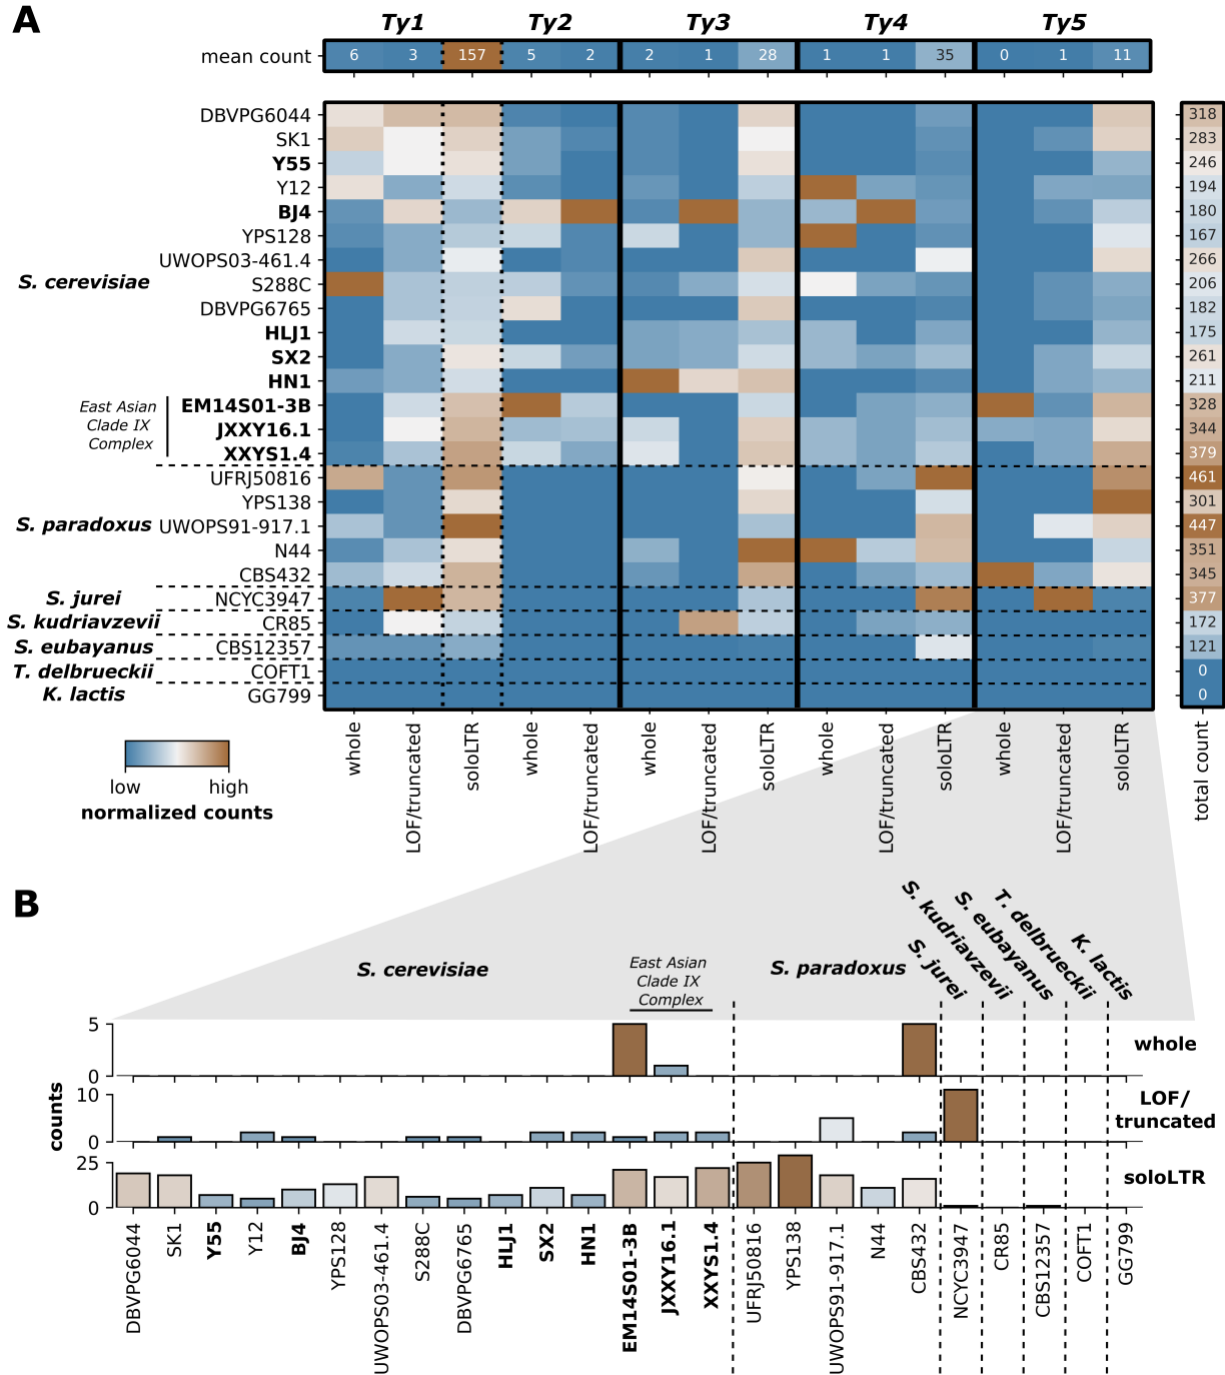 A
Ty1 Ty2 Ty3 Ty4 Ty5
mean count 6 3 157 5 2 2 1 28 1 1 35 0 1 11
DBVPG6044 318
SK1 283
Y55 246
Y12 194
BJ4 180
YPS128 167
UWOPS03-461.4 266
S. cerevisiae S288C 206
DBVPG6765 182
HLJ1 175
SX2 261
HN1 211
East Asian
Clade IX
Complex
EM14S01-3B 328
JXXY16.1 344
XXYS1.4 379
UFRJ50816 461
YPS138 301
S. paradoxus UWOPS91-917.1 447
N44 351
CBS432 345
S. jurei NCYC3947 377
S. kudriavzevii CR85 172
S. eubayanus CBS12357 121
T. delbrueckii COFT1 0
K. lactis GG799 0
whole LOF/truncated soloLTR whole LOF/truncated whole LOF/truncated soloLTR whole LOF/truncated soloLTR whole LOF/truncated soloLTR total count
low high
normalized counts
B
S. cerevisiae
East Asian
Clade IX
Complex
S. paradoxus
S. jurei
S. kudriavzevii
S. eubayanus
T. delbrueckii
K. lactis
counts
5
0
whole
10
0
LOF/
truncated
25
0
soloLTR
DBVPG6044 SK1 Y55 Y12 BJ4 YPS128 UWOPS03-461.4 S288C DBVPG6765 HLJ1 SX2 HN1 EM14S01-3B JXXY16.1 XXYS1.4 UFRJ50816 YPS138 UWOPS91-917.1 N44 CBS432 NCYC3947 CR85 CBS12357 COFT1 GG799